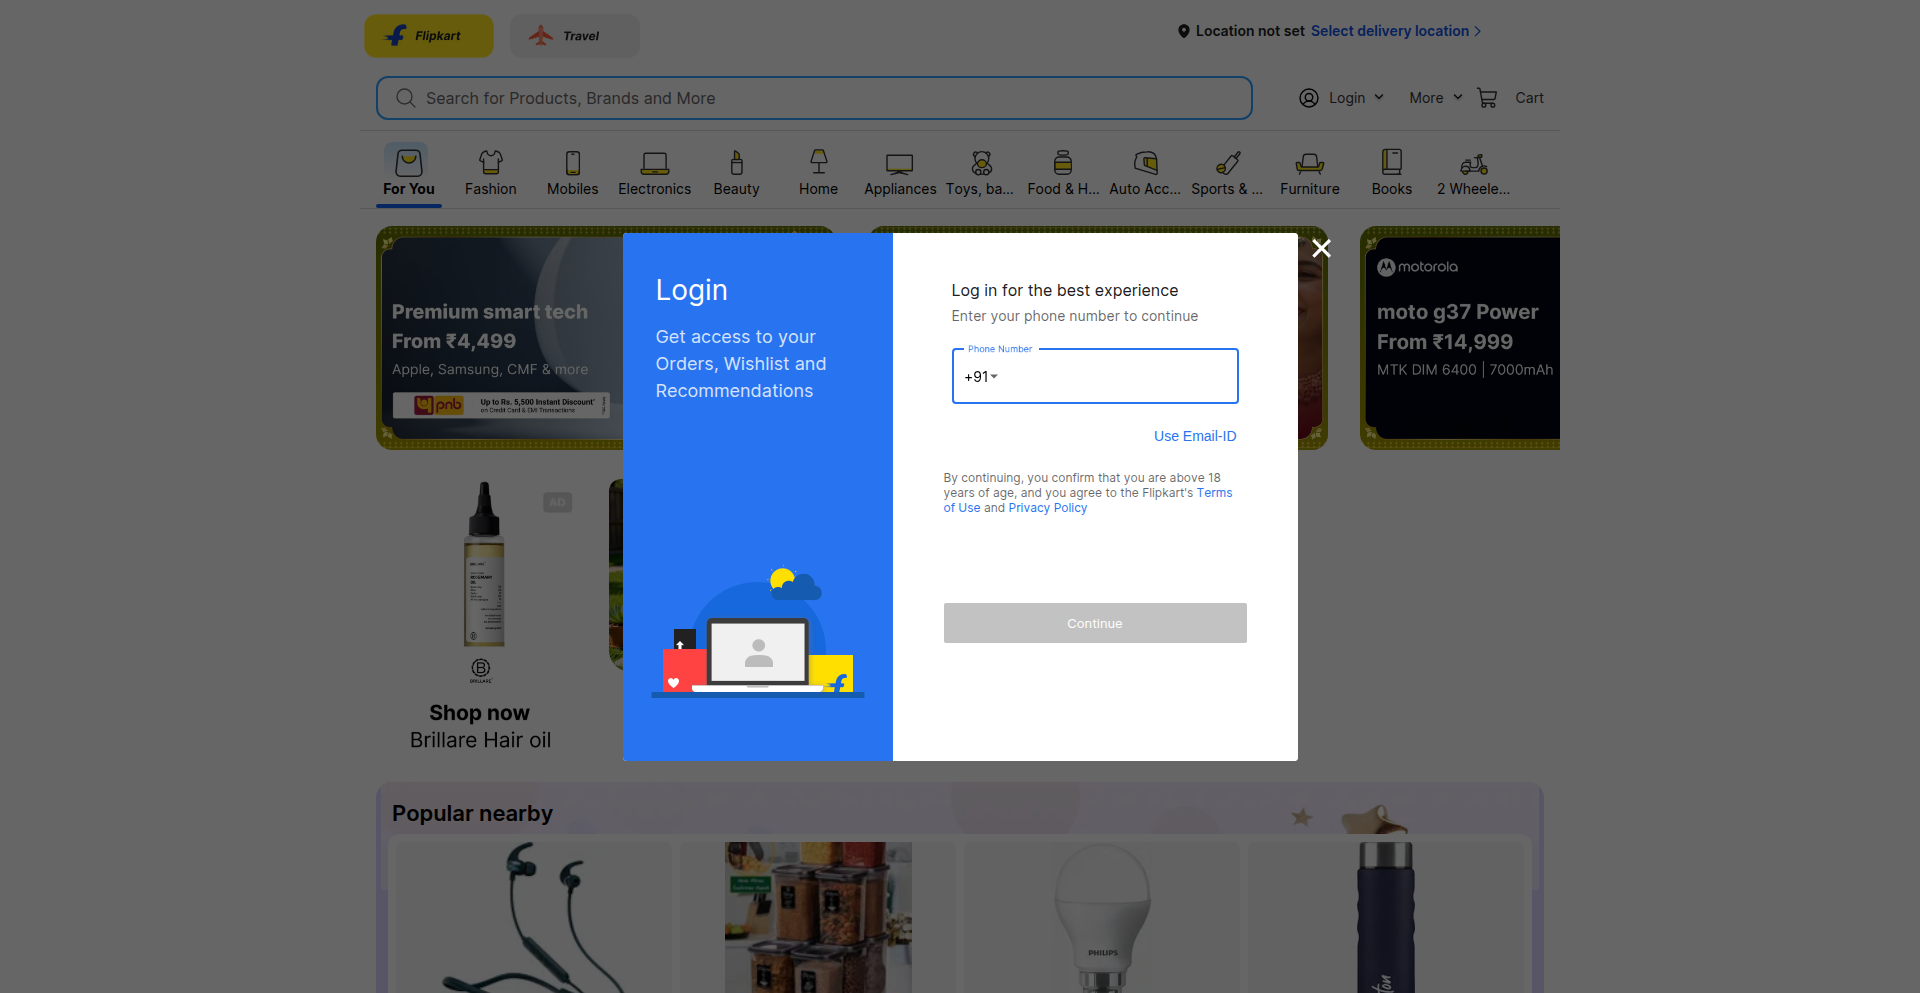 Flipkart
Travel
Location not set Select delivery location
Search for Products, Brands and More
Login
More
Cart
For You
Fashion
Mobiles
Electronics
Beauty
Home
Appliances
Toys, ba...
Food & H...
Auto Acc...
Sports & ...
Furniture
Books
2 Wheele...
Premium smart tech
From ₹4,499
Apple, Samsung, CMF & more
pnb
Up to Rs. 5,500 Instant Discount*
on Credit Card & EMI Transactions
motorola
moto g37 Power
From ₹14,999
MTK DIM 6400 | 7000mAh
Login
Get access to your
Orders, Wishlist and
Recommendations
Log in for the best experience
Enter your phone number to continue
Phone Number
+91
Use Email-ID
By continuing, you confirm that you are above 18
years of age, and you agree to the Flipkart's Terms
of Use and Privacy Policy
Continue
AD
BRILLARE
Shop now
Brillare Hair oil
Popular nearby
PHILIPS